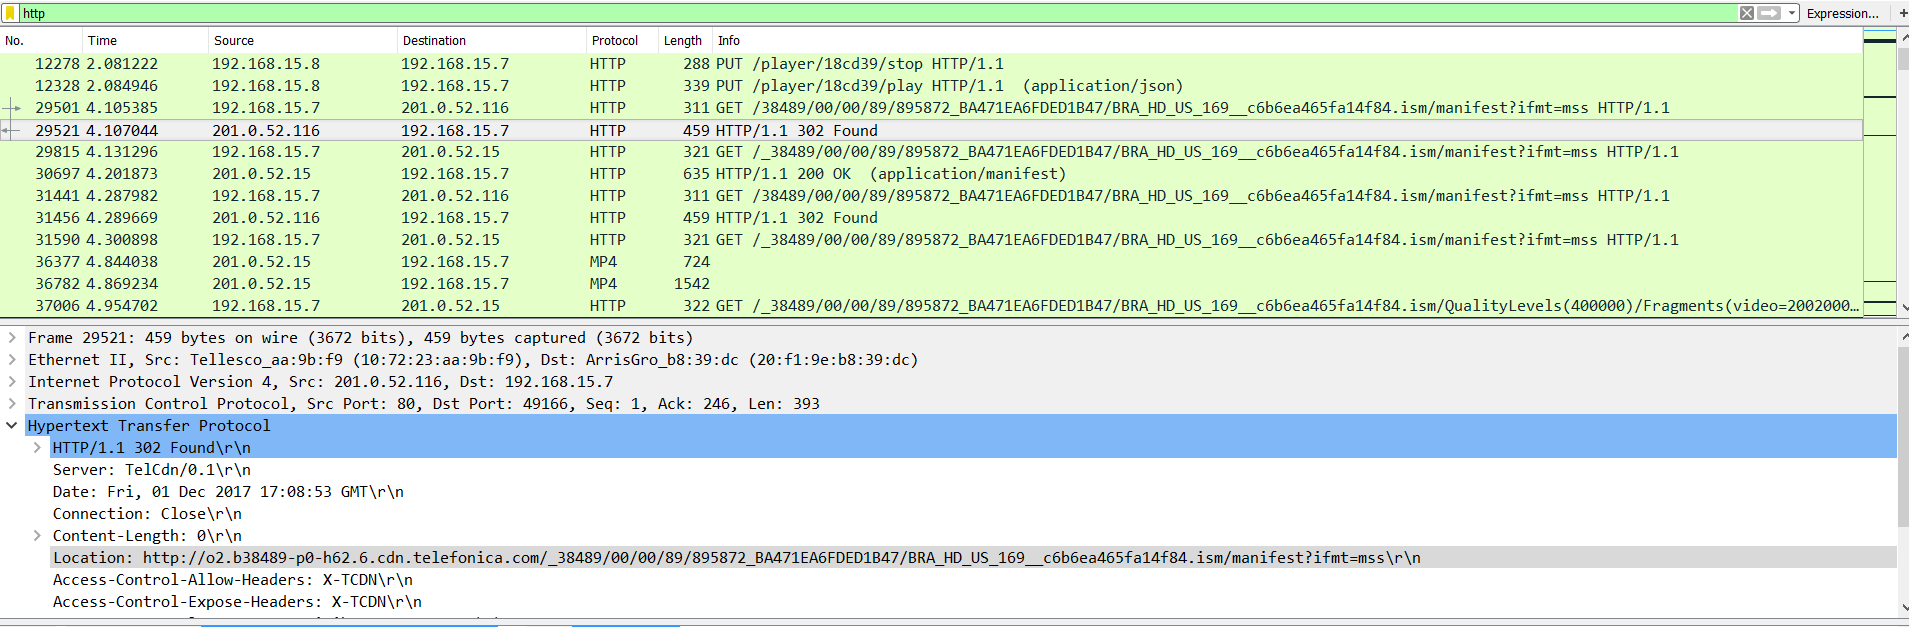 http Expression... +
No. Time Source Destination Protocol Length Info
12278 2.081222 192.168.15.8 192.168.15.7 HTTP 288 PUT /player/18cd39/stop HTTP/1.1
12328 2.084946 192.168.15.8 192.168.15.7 HTTP 339 PUT /player/18cd39/play HTTP/1.1 (application/json)
29501 4.105385 192.168.15.7 201.0.52.116 HTTP 311 GET /38489/00/00/89/895872_BA471EA6FDED1B47/BRA_HD_US_169__c6b6ea465fa14f84.ism/manifest?ifmt=mss HTTP/1.1
29521 4.107044 201.0.52.116 192.168.15.7 HTTP 459 HTTP/1.1 302 Found
29815 4.131296 192.168.15.7 201.0.52.15 HTTP 321 GET /_38489/00/00/89/895872_BA471EA6FDED1B47/BRA_HD_US_169__c6b6ea465fa14f84.ism/manifest?ifmt=mss HTTP/1.1
30697 4.201873 201.0.52.15 192.168.15.7 HTTP 635 HTTP/1.1 200 OK (application/manifest)
31441 4.287982 192.168.15.7 201.0.52.116 HTTP 311 GET /38489/00/00/89/895872_BA471EA6FDED1B47/BRA_HD_US_169__c6b6ea465fa14f84.ism/manifest?ifmt=mss HTTP/1.1
31456 4.289669 201.0.52.116 192.168.15.7 HTTP 459 HTTP/1.1 302 Found
31590 4.300898 192.168.15.7 201.0.52.15 HTTP 321 GET /_38489/00/00/89/895872_BA471EA6FDED1B47/BRA_HD_US_169__c6b6ea465fa14f84.ism/manifest?ifmt=mss HTTP/1.1
36377 4.844038 201.0.52.15 192.168.15.7 MP4 724
36782 4.869234 201.0.52.15 192.168.15.7 MP4 1542
37006 4.954702 192.168.15.7 201.0.52.15 HTTP 322 GET /_38489/00/00/89/895872_BA471EA6FDED1B47/BRA_HD_US_169__c6b6ea465fa14f84.ism/QualityLevels(400000)/Fragments(video=2002000…
Frame 29521: 459 bytes on wire (3672 bits), 459 bytes captured (3672 bits)
Ethernet II, Src: Tellesco_aa:9b:f9 (10:72:23:aa:9b:f9), Dst: ArrisGro_b8:39:dc (20:f1:9e:b8:39:dc)
Internet Protocol Version 4, Src: 201.0.52.116, Dst: 192.168.15.7
Transmission Control Protocol, Src Port: 80, Dst Port: 49166, Seq: 1, Ack: 246, Len: 393
Hypertext Transfer Protocol
HTTP/1.1 302 Found\r\n
Server: TelCdn/0.1\r\n
Date: Fri, 01 Dec 2017 17:08:53 GMT\r\n
Connection: Close\r\n
Content-Length: 0\r\n
Location: http://o2.b38489-p0-h62.6.cdn.telefonica.com/_38489/00/00/89/895872_BA471EA6FDED1B47/BRA_HD_US_169__c6b6ea465fa14f84.ism/manifest?ifmt=mss\r\n
Access-Control-Allow-Headers: X-TCDN\r\n
Access-Control-Expose-Headers: X-TCDN\r\n